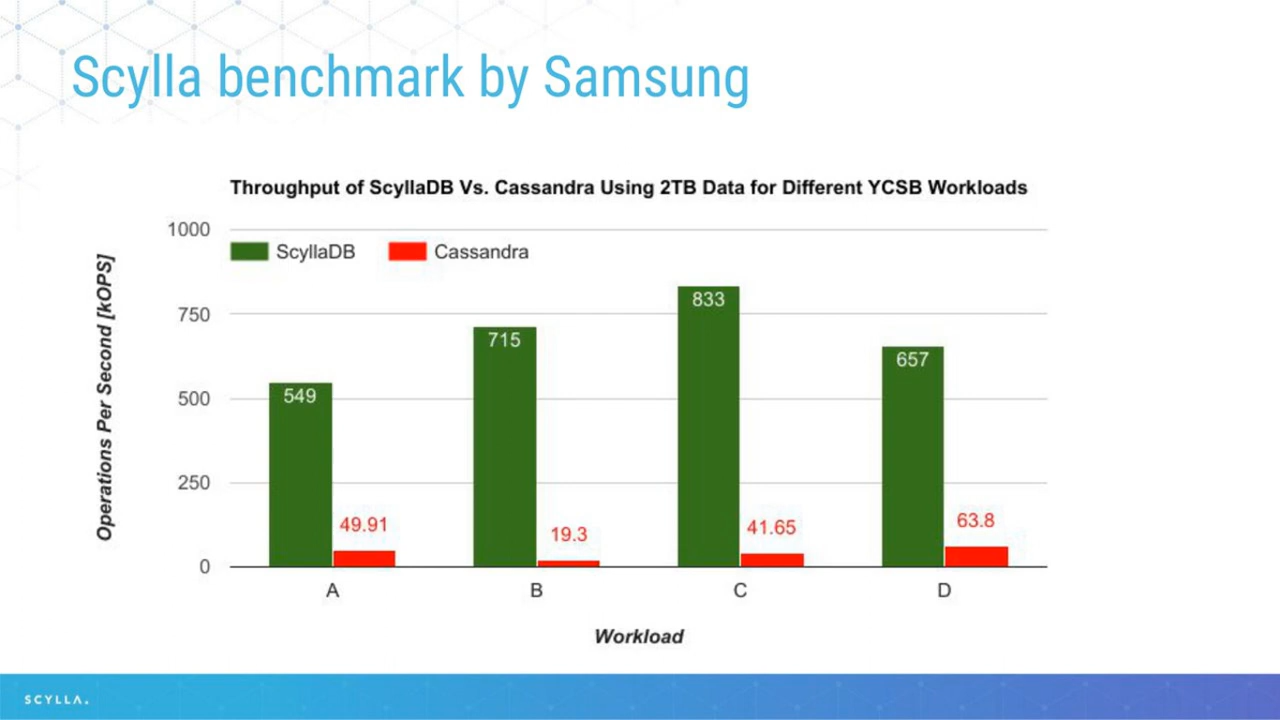 Scylla benchmark by Samsung
Throughput of ScyllaDB Vs. Cassandra Using 2TB Data for Different YCSB Workloads
1000
ScyllaDB Cassandra
Operations Per Second [kOPS]
750
500
250
0
833
715
657
549
49.91
19.3
41.65
63.8
A B C D
Workload
SCYLLA.